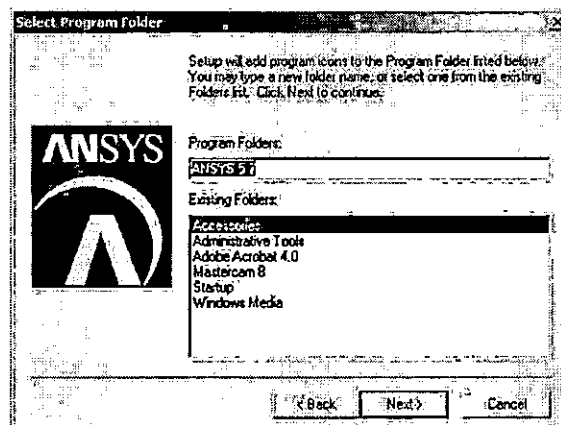 Select Program Folder
Setup will add program icons to the Program Folder listed below.
You may type a new folder name, or select one from the existing
Folders list. Click Next to continue.
ANSYS
Program Folders:
ANSYS 5.7
Existing Folders:
Accessories
Administrative Tools
Adobe Acrobat 4.0
Mastercam 8
Startup
Windows Media
< Back
Next >
Cancel